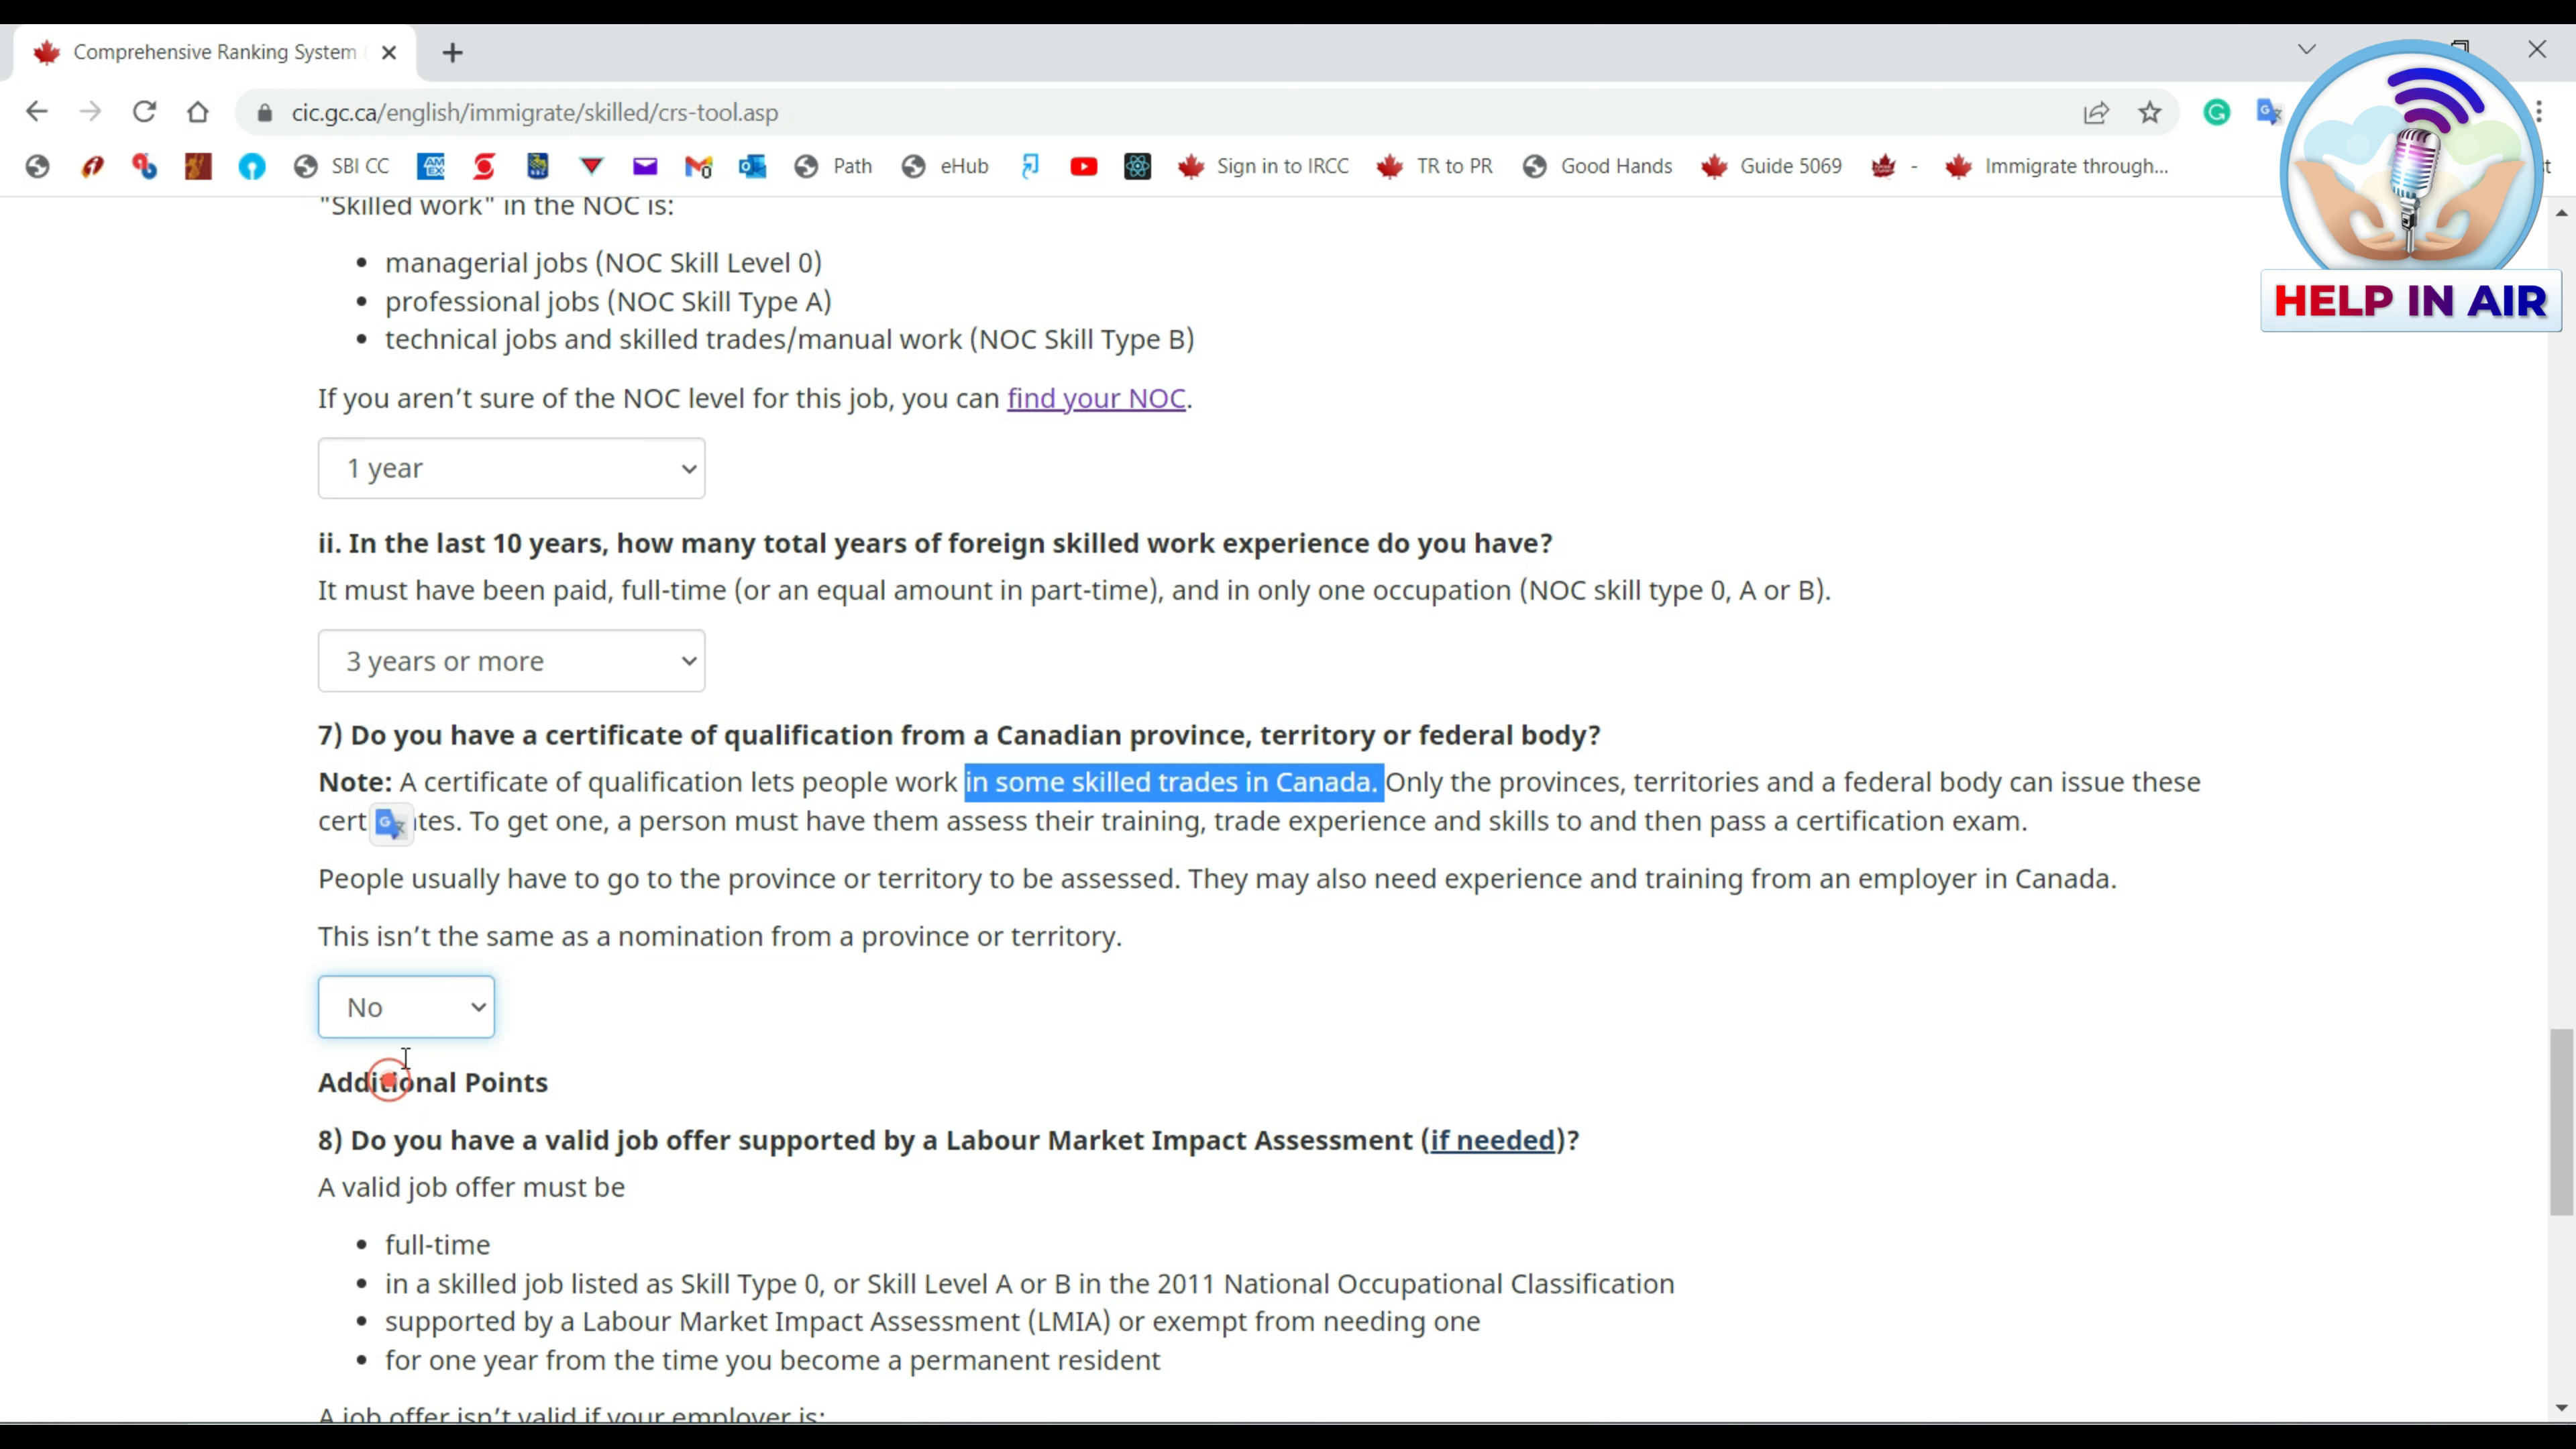 Comprehensive Ranking System
cic.gc.ca/english/immigrate/skilled/crs-tool.asp
SBI CC
AM EX
Path
eHub
Sign in to IRCC
TR to PR
Good Hands
Guide 5069
-
Immigrate through...
HELP IN AIR
"Skilled work" in the NOC is:
• managerial jobs (NOC Skill Level 0)
• professional jobs (NOC Skill Type A)
• technical jobs and skilled trades/manual work (NOC Skill Type B)
If you aren't sure of the NOC level for this job, you can find your NOC.
1 year
ii. In the last 10 years, how many total years of foreign skilled work experience do you have?
It must have been paid, full-time (or an equal amount in part-time), and in only one occupation (NOC skill type 0, A or B).
3 years or more
7) Do you have a certificate of qualification from a Canadian province, territory or federal body?
Note: A certificate of qualification lets people work in some skilled trades in Canada. Only the provinces, territories and a federal body can issue these
To get one, a person must have them assess their training, trade experience and skills to and then pass a certification exam.
People usually have to go to the province or territory to be assessed. They may also need experience and training from an employer in Canada.
This isn't the same as a nomination from a province or territory.
No
Additional Points
8) Do you have a valid job offer supported by a Labour Market Impact Assessment (if needed)?
A valid job offer must be
• full-time
• in a skilled job listed as Skill Type 0, or Skill Level A or B in the 2011 National Occupational Classification
• supported by a Labour Market Impact Assessment (LMIA) or exempt from needing one
• for one year from the time you become a permanent resident
A job offer isn't valid if your employer is: